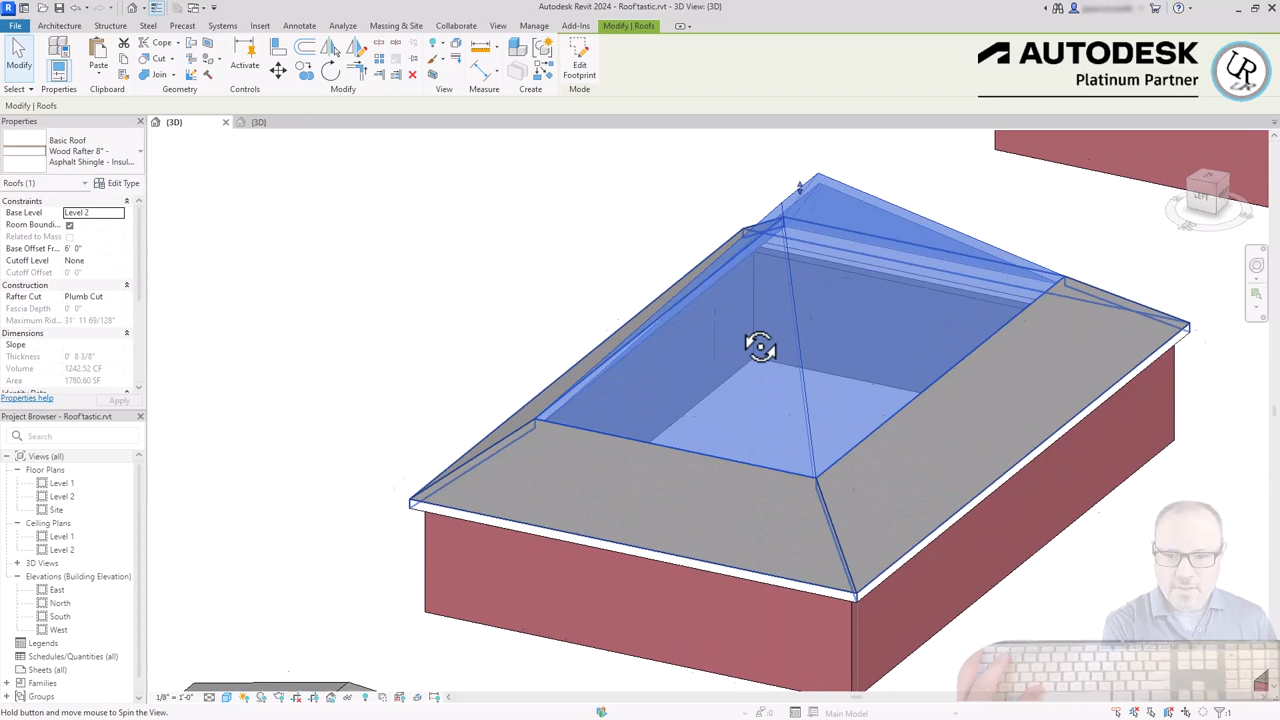 Autodesk Revit 2024 - Roof'tastic.rvt - 3D View: {3D}
File Architecture Structure Steel Precast Systems Insert Annotate Analyze Massing & Site Collaborate View Manage Add-Ins Modify | Roofs
AUTODESK
Platinum Partner
Modify
Properties
Paste
Cope
Cut
Join
Activate
Edit
Footprint
Select Properties Clipboard Geometry Controls Modify View Measure Create Mode
Modify | Roofs
Properties
{3D}
{3D}
Basic Roof
Wood Rafter 8" -
Asphalt Shingle - Insul...
Roofs (1) Edit Type
Constraints
Base Level Level 2
Room Boundi...
Related to Mass
Base Offset Fr... 6' 0"
Cutoff Level None
Cutoff Offset 0' 0"
Construction
Rafter Cut Plumb Cut
Fascia Depth 0' 0"
Maximum Rid... 31' 11 69/128"
Dimensions
Slope
Thickness 0' 8 3/8"
Volume 1242.52 CF
Area 1780.60 SF
Identity Data
Properties help Apply
Project Browser - Roof'tastic.rvt
Search
Views (all)
Floor Plans
Level 1
Level 2
Site
Ceiling Plans
Level 1
Level 2
3D Views
Elevations (Building Elevation)
East
North
South
West
Legends
Schedules/Quantities (all)
Sheets (all)
Families
Groups
LEFT
1/8" = 1'-0"
Hold button and move mouse to Spin the View.
:0
Main Model
:1